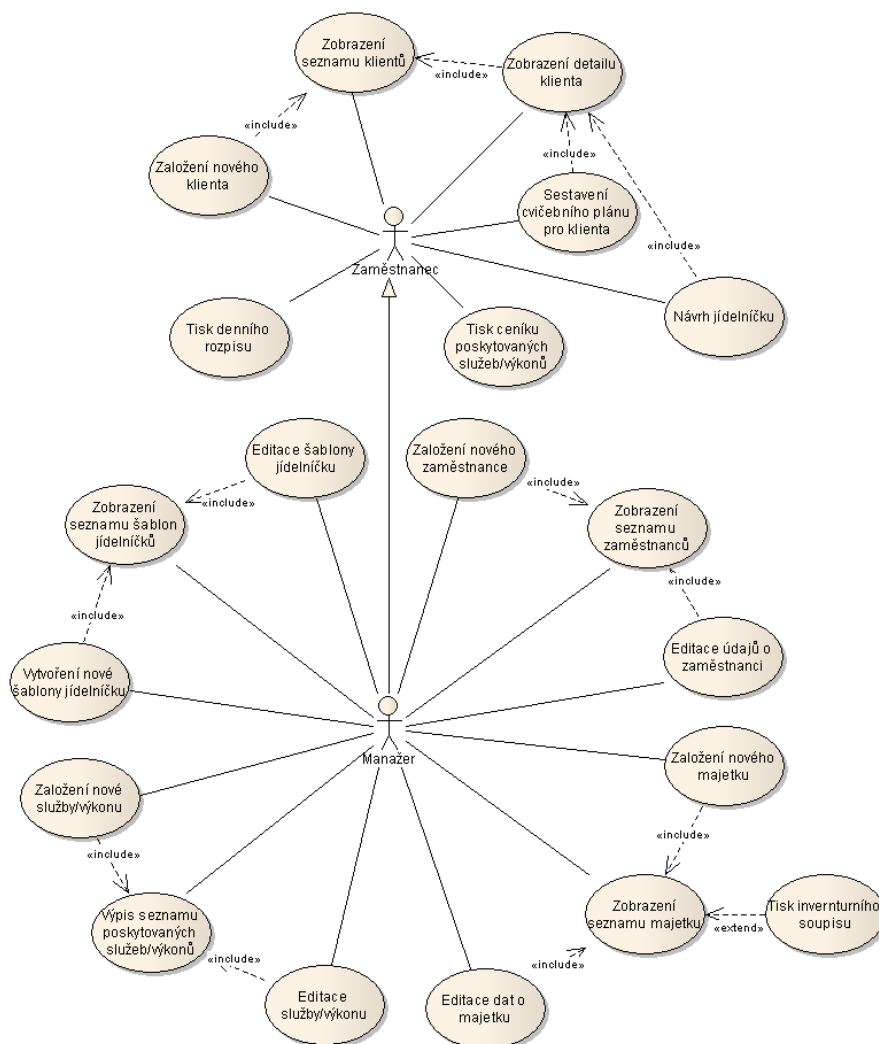 Zobrazení
seznamu klientů
Zobrazení detailu
klienta
«include»
«include»
Založení nového
klienta
«include»
Sestavení
cvičebního plánu
pro klienta
«include»
Zaměstnanec
Tisk denního
rozpisu
Tisk ceníku
poskytovaných
služeb/výkonů
Návrh jídelníčku
Editace šablony
jídelníčku
Založení nového
zaměstnance
«include»
«include»
Zobrazení
seznamu šablon
jídelníčků
Zobrazení
seznamu
zaměstnanců
«include»
«include»
Vytvoření nové
šablony jídelníčku
Editace údajů o
zaměstnanci
Manažer
Založení nové
služby/výkonu
Založení nového
majetku
«include»
«include»
Výpis seznamu
poskytovaných
služeb/výkonů
Zobrazení
seznamu majetku
«extend»
Tisk invernturního
soupisu
«include»
«include»
Editace
služby/výkonu
Editace dat o
majetku